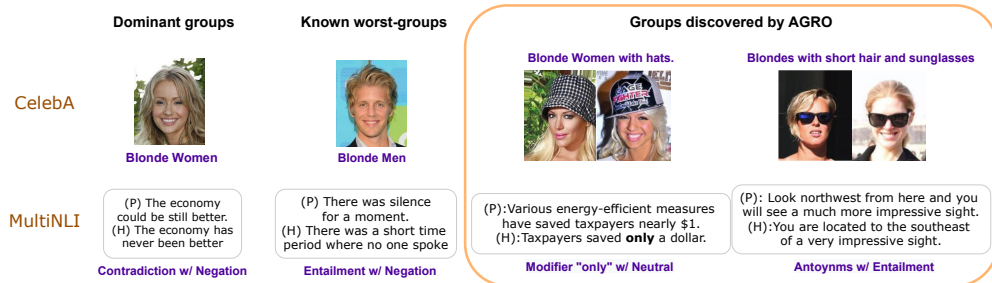 Dominant groups
Known worst-groups
Groups discovered by AGRO
CelebA
Blonde Women
Blonde Men
Blonde Women with hats.
FIGHTER
Blondes with short hair and sunglasses
MultiNLI
(P) The economy
could be still better.
(H) The economy has
never been better
Contradiction w/ Negation
(P) There was silence
for a moment.
(H) There was a short time
period where no one spoke
Entailment w/ Negation
(P):Various energy-efficient measures
have saved taxpayers nearly $1.
(H):Taxpayers saved only a dollar.
Modifier "only" w/ Neutral
(P): Look northwest from here and you
will see a much more impressive sight.
(H):You are located to the southeast
of a very impressive sight.
Antoynms w/ Entailment